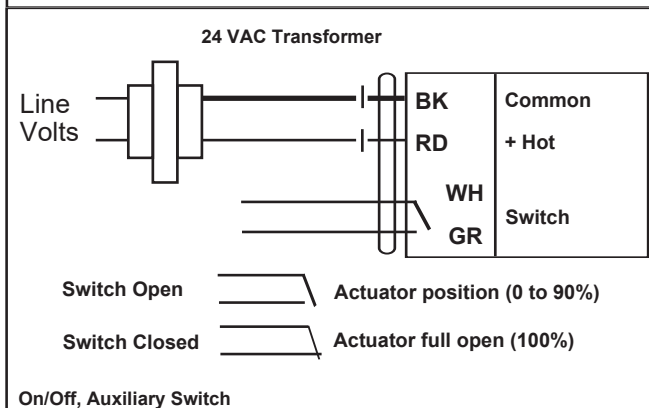 24 VAC Transformer
Line
Volts
BK Common
RD + Hot
WH
Switch
GR
Switch Open Actuator position (0 to 90%)
Switch Closed Actuator full open (100%)
On/Off, Auxiliary Switch